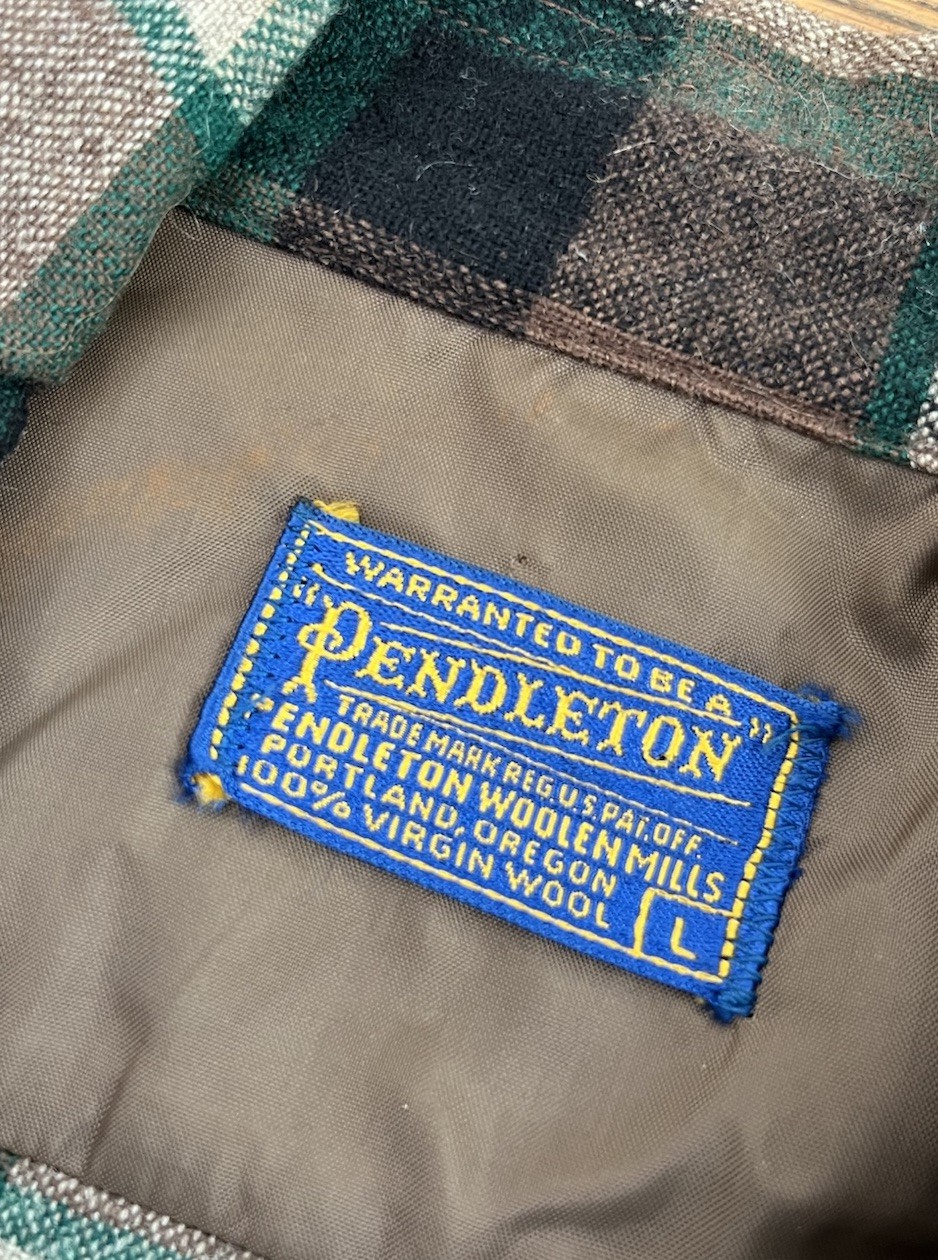 WARRANTED TO BE A
"PENDLETON"
TRADE MARK REG. U.S. PAT. OFF.
PENDLETON WOOLEN MILLS
PORTLAND, OREGON
100% VIRGIN WOOL
L